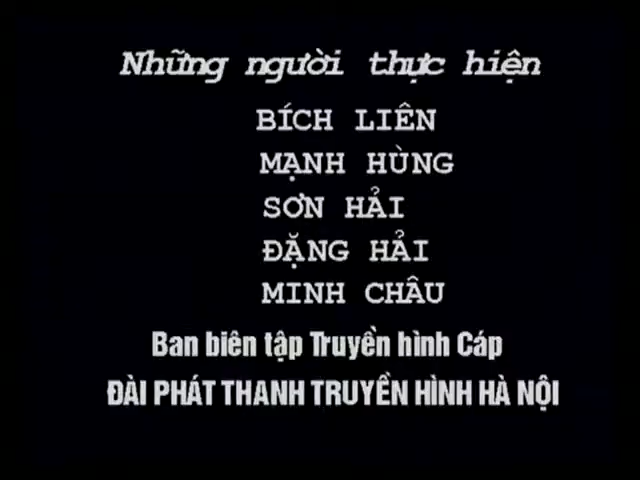 Những người thực hiện
BÍCH LIÊN
MẠNH HÙNG
SƠN HẢI
ĐẶNG HẢI
MINH CHÂU
Ban biên tập Truyền hình Cáp
ĐÀI PHÁT THANH TRUYỀN HÌNH HÀ NỘI